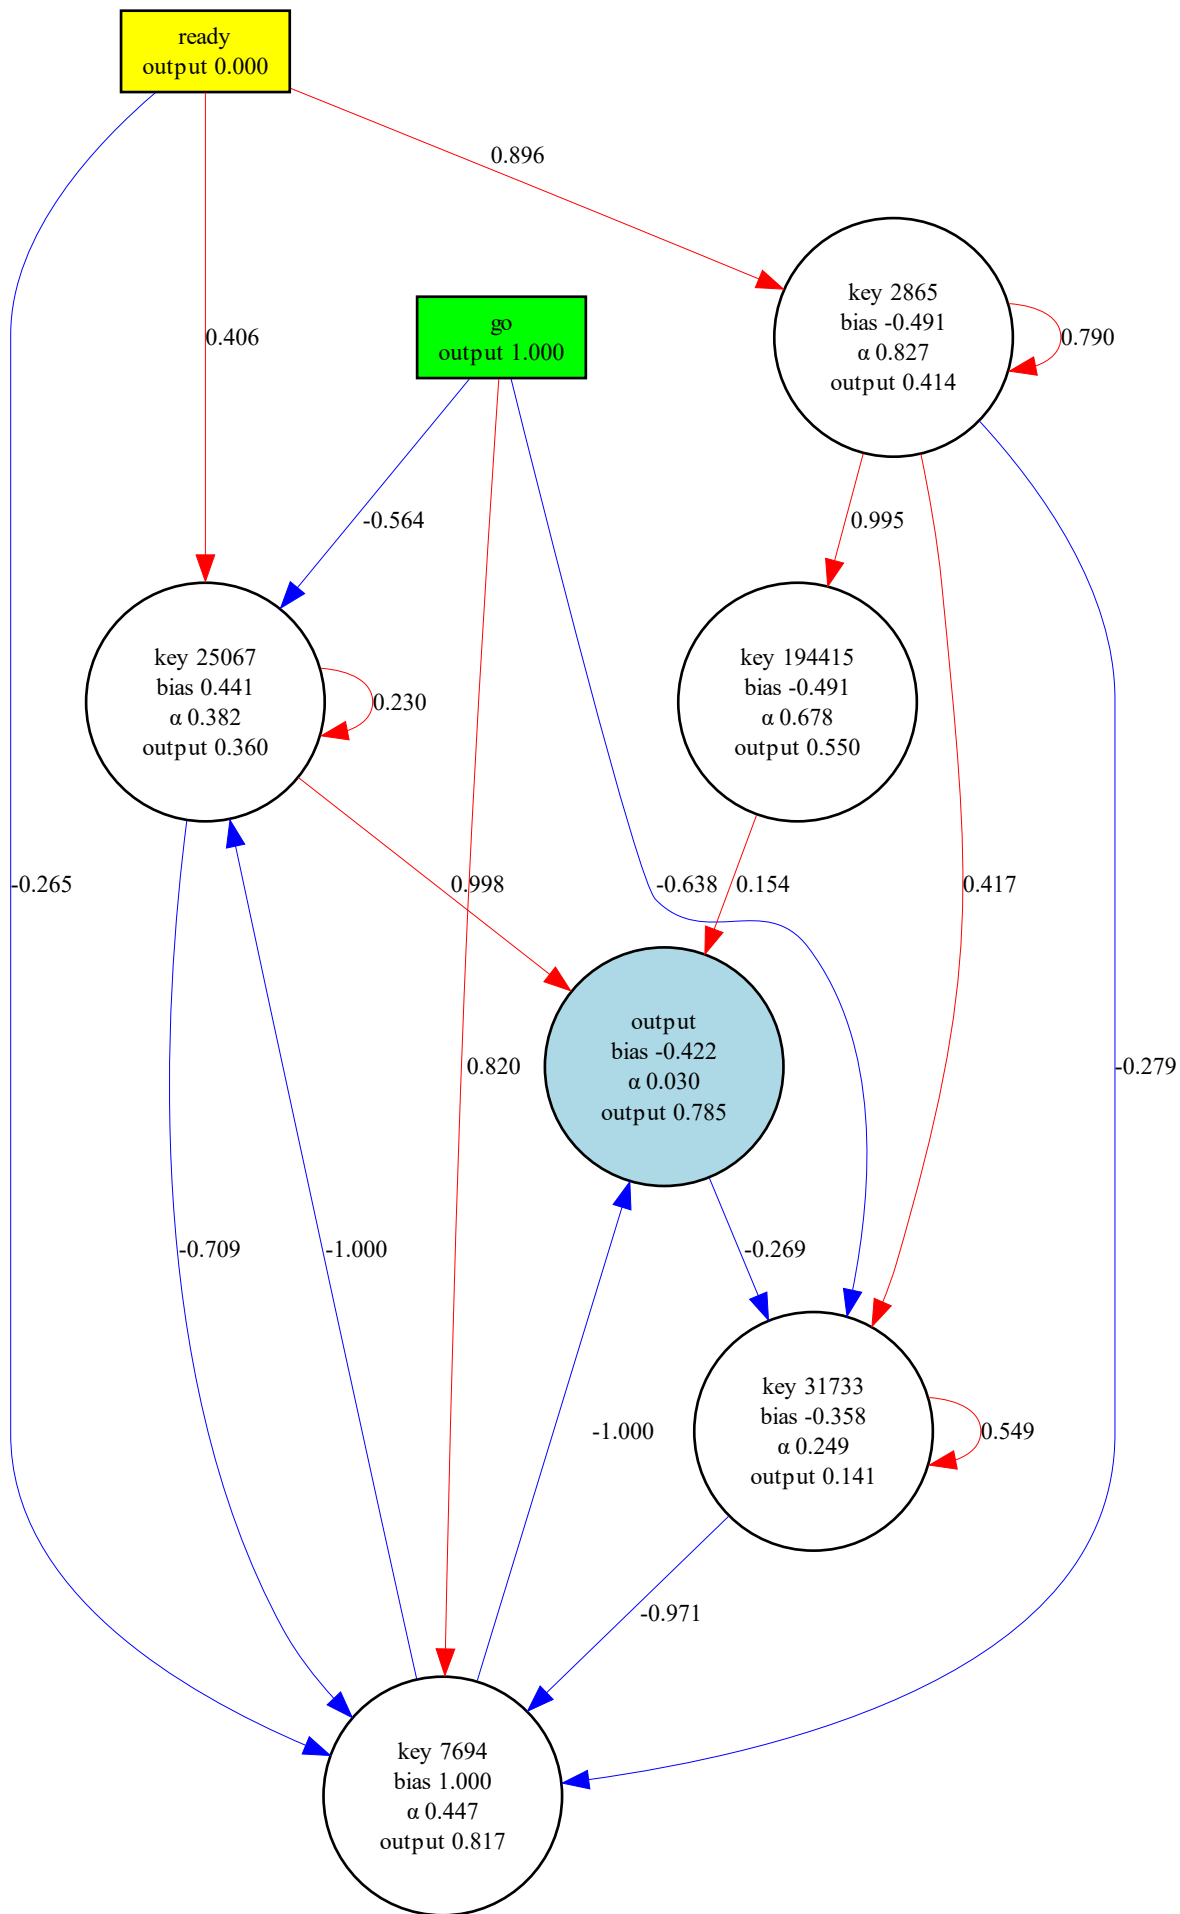 ready
output 0.000
0.896
key 2865
bias -0.491
α 0.827
output 0.414
0.790
go
output 1.000
0.406
-0.564
0.995
key 25067
bias 0.441
α 0.382
output 0.360
0.230
key 194415
bias -0.491
α 0.678
output 0.550
-0.265
0.998
-0.638
0.154
0.417
output
bias -0.422
α 0.030
output 0.785
0.820
-0.279
-0.709
-1.000
-0.269
-1.000
key 31733
bias -0.358
α 0.249
output 0.141
0.549
-0.971
key 7694
bias 1.000
α 0.447
output 0.817